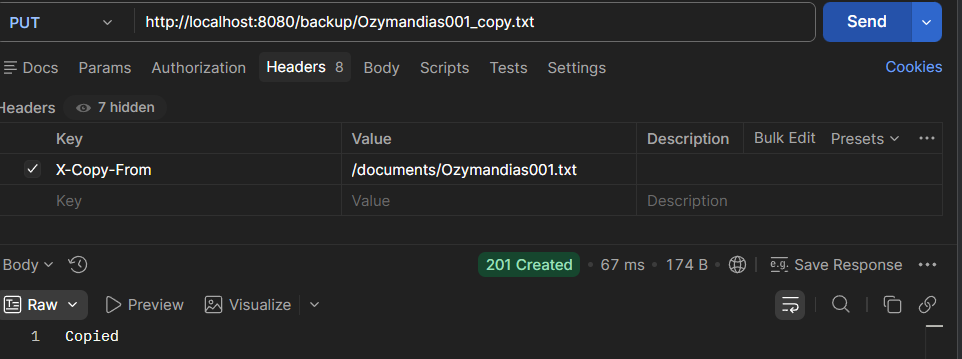 PUT http://localhost:8080/backup/Ozymandias001_copy.txt Send
Docs Params Authorization Headers 8 Body Scripts Tests Settings Cookies
Headers 7 hidden
Key Value Description Bulk Edit Presets
X-Copy-From /documents/Ozymandias001.txt
Key Value Description
Body 201 Created • 67 ms • 174 B • e.g. Save Response
Raw Preview Visualize
1 Copied